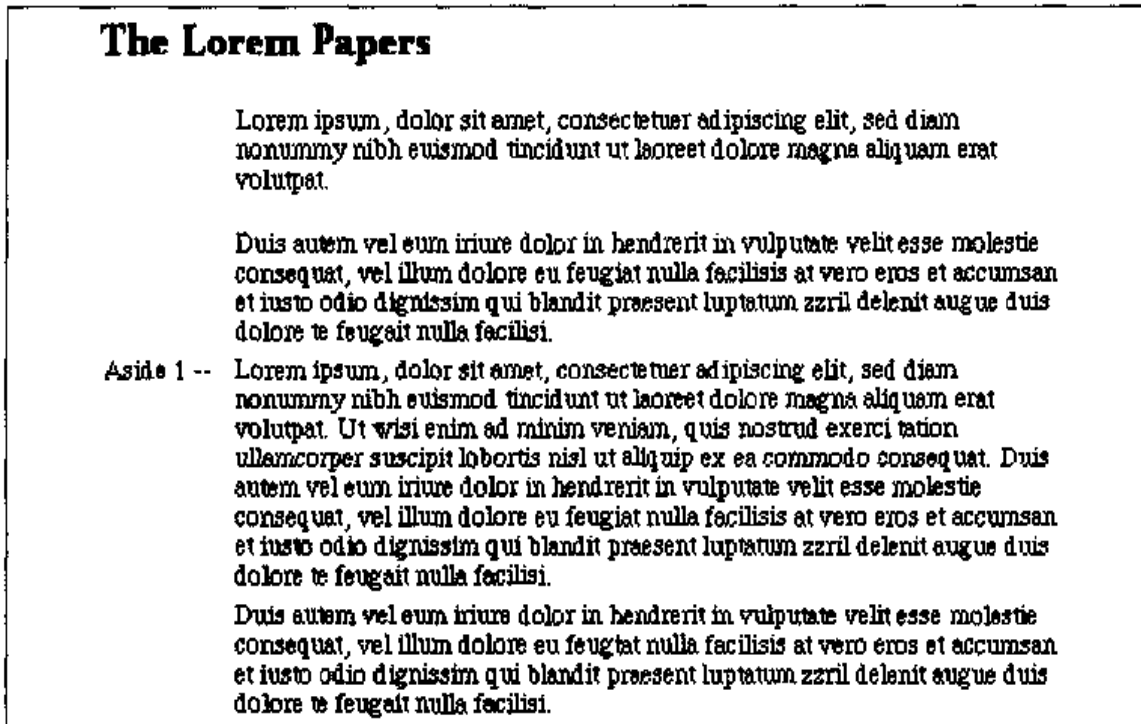 The Lorem Papers
Lorem ipsum, dolor sit amet, consectetuer adipiscing elit, sed diam
nonummy nibh euismod tincidunt ut laoreet dolore magna aliquam erat
volutpat.
Duis autem vel eum iriure dolor in hendrerit in vulputate velit esse molestie
consequat, vel illum dolore eu feugiat nulla facilisis at vero eros et accumsan
et iusto odio dignissim qui blandit praesent luptatum zzril delenit augue duis
dolore te feugait nulla facilisi.
Aside 1 -- Lorem ipsum, dolor sit amet, consectetuer adipiscing elit, sed diam
nonummy nibh euismod tincidunt ut laoreet dolore magna aliquam erat
volutpat. Ut wisi enim ad minim veniam, quis nostrud exerci tation
ullamcorper suscipit lobortis nisl ut aliquip ex ea commodo consequat. Duis
autem vel eum iriure dolor in hendrerit in vulputate velit esse molestie
consequat, vel illum dolore eu feugiat nulla facilisis at vero eros et accumsan
et iusto odio dignissim qui blandit praesent luptatum zzril delenit augue duis
dolore te feugait nulla facilisi.
Duis autem vel eum iriure dolor in hendrerit in vulputate velit esse molestie
consequat, vel illum dolore eu feugiat nulla facilisis at vero eros et accumsan
et iusto odio dignissim qui blandit praesent luptatum zzril delenit augue duis
dolore te feugait nulla facilisi.